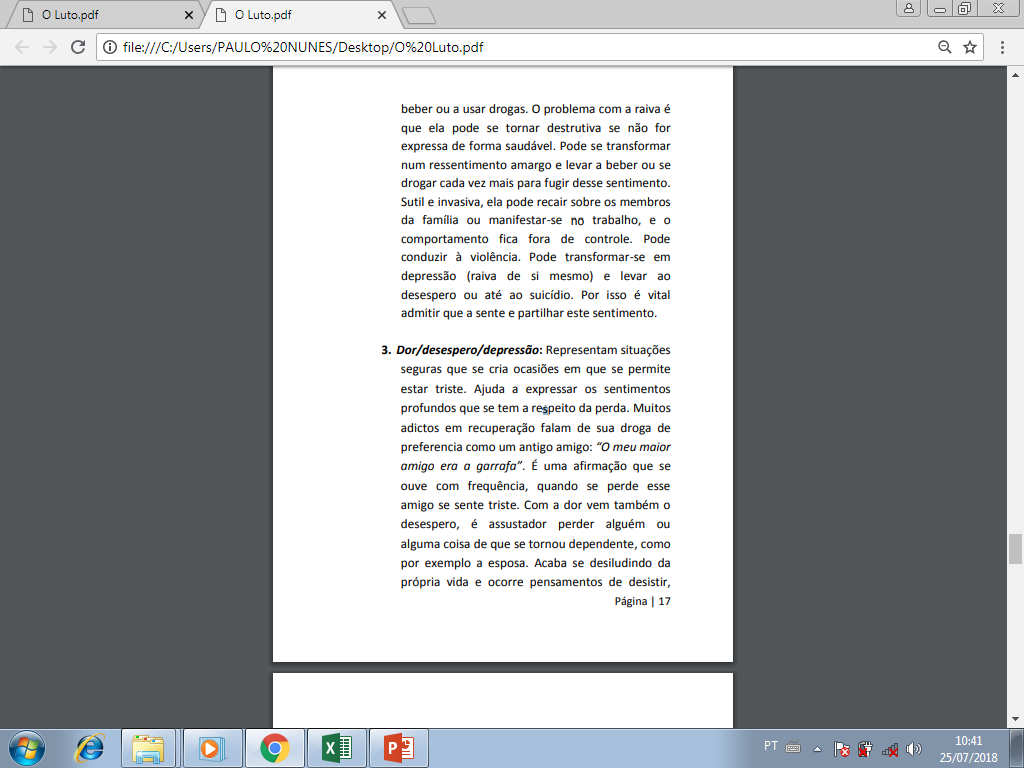 O Luto.pdf
O Luto.pdf
file:///C:/Users/PAULO%20NUNES/Desktop/O%20Luto.pdf
beber ou a usar drogas. O problema com a raiva é
que ela pode se tornar destrutiva se não for
expressa de forma saudável. Pode se transformar
num ressentimento amargo e levar a beber ou se
drogar cada vez mais para fugir desse sentimento.
Sutil e invasiva, ela pode recair sobre os membros
da família ou manifestar-se no trabalho, e o
comportamento fica fora de controle. Pode
conduzir à violência. Pode transformar-se em
depressão (raiva de si mesmo) e levar ao
desespero ou até ao suicídio. Por isso é vital
admitir que a sente e partilhar este sentimento.
3. Dor/desespero/depressão: Representam situações
seguras que se cria ocasiões em que se permite
estar triste. Ajuda a expressar os sentimentos
profundos que se tem a respeito da perda. Muitos
adictos em recuperação falam de sua droga de
preferencia como um antigo amigo: “O meu maior
amigo era a garrafa”. É uma afirmação que se
ouve com frequência, quando se perde esse
amigo se sente triste. Com a dor vem também o
desespero, é assustador perder alguém ou
alguma coisa de que se tornou dependente, como
por exemplo a esposa. Acaba se desiludindo da
própria vida e ocorre pensamentos de desistir,
Página | 17
PT
10:41
25/07/2018